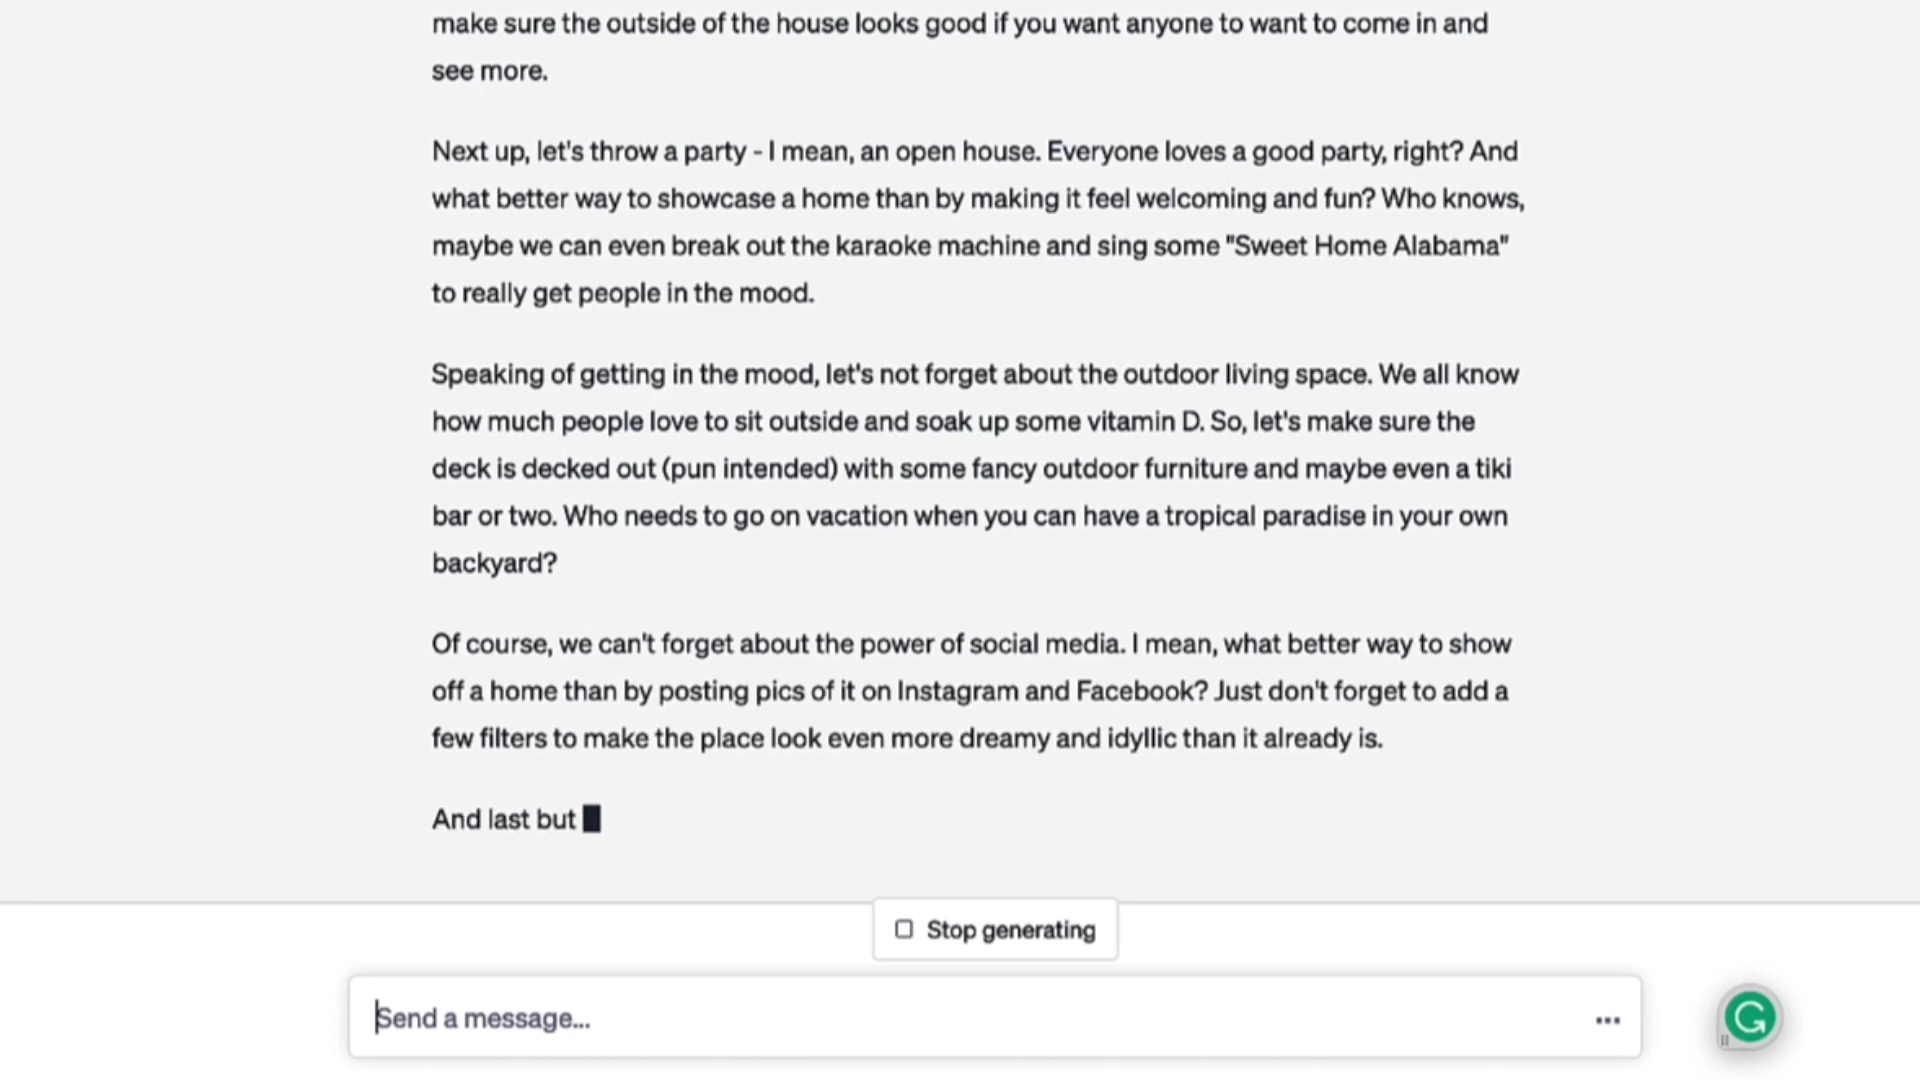 make sure the outside of the house looks good if you want anyone to want to come in and
see more.
Next up, let's throw a party - I mean, an open house. Everyone loves a good party, right? And
what better way to showcase a home than by making it feel welcoming and fun? Who knows,
maybe we can even break out the karaoke machine and sing some "Sweet Home Alabama"
to really get people in the mood.
Speaking of getting in the mood, let's not forget about the outdoor living space. We all know
how much people love to sit outside and soak up some vitamin D. So, let's make sure the
deck is decked out (pun intended) with some fancy outdoor furniture and maybe even a tiki
bar or two. Who needs to go on vacation when you can have a tropical paradise in your own
backyard?
Of course, we can't forget about the power of social media. I mean, what better way to show
off a home than by posting pics of it on Instagram and Facebook? Just don't forget to add a
few filters to make the place look even more dreamy and idyllic than it already is.
And last but
Stop generating
Send a message...